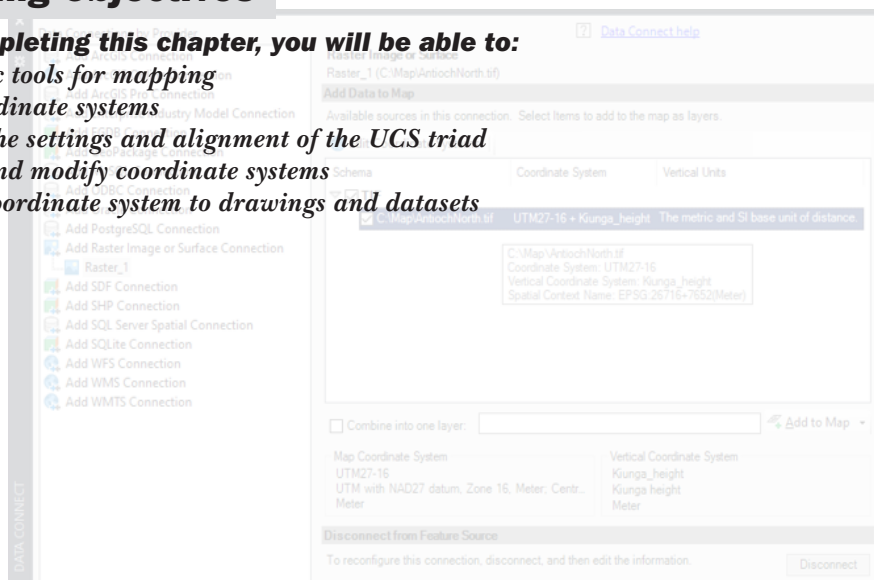 ing Objectives
pleting this chapter, you will be able to:
c tools for mapping
dinate systems
he settings and alignment of the UCS triad
nd modify coordinate systems
oordinate system to drawings and datasets
Data Connect help
Raster Image or Surface
Raster_1 (C:\Map\AntiochNorth.tif)
Add Data to Map
Available sources in this connection. Select Items to add to the map as layers.
Schema Coordinate System Vertical Units
C:\Map\AntiochNorth.tif UTM27-16 + Kiunga_height The metric and SI base unit of distance.
C:\Map\AntiochNorth.tif
Coordinate System: UTM27-16
Vertical Coordinate System: Kiunga_height
Spatial Context Name: EPSG:26716+7652(Meter)
Add ArcGIS Connection
Add ArcGIS Pro Connection
Industry Model Connection
Add ODBC Connection
Add PostgreSQL Connection
Add Raster Image or Surface Connection
Raster_1
Add SDF Connection
Add SHP Connection
Add SQL Server Spatial Connection
Add SQLite Connection
Add WFS Connection
Add WMS Connection
Add WMTS Connection
Combine into one layer: Add to Map
Map Coordinate System
UTM27-16
UTM with NAD27 datum, Zone 16, Meter; Centr...
Meter
Vertical Coordinate System
Kiunga_height
Kiunga height
Meter
Disconnect from Feature Source
To reconfigure this connection, disconnect, and then edit the information.
Disconnect
DATA CONNECT